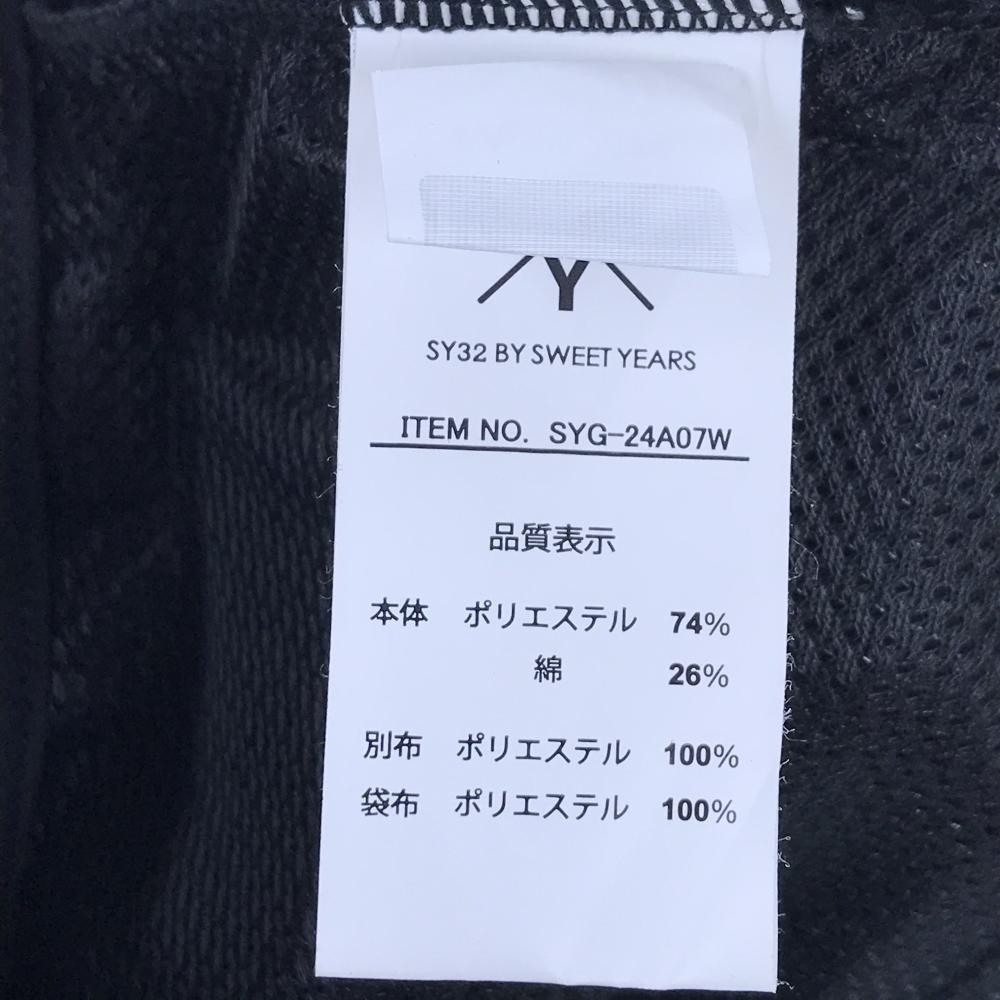 Y
SY32 BY SWEET YEARS
ITEM NO. SYG-24A07W
品質表示
本体 ポリエステル 74%
綿 26%
別布 ポリエステル 100%
袋布 ポリエステル 100%